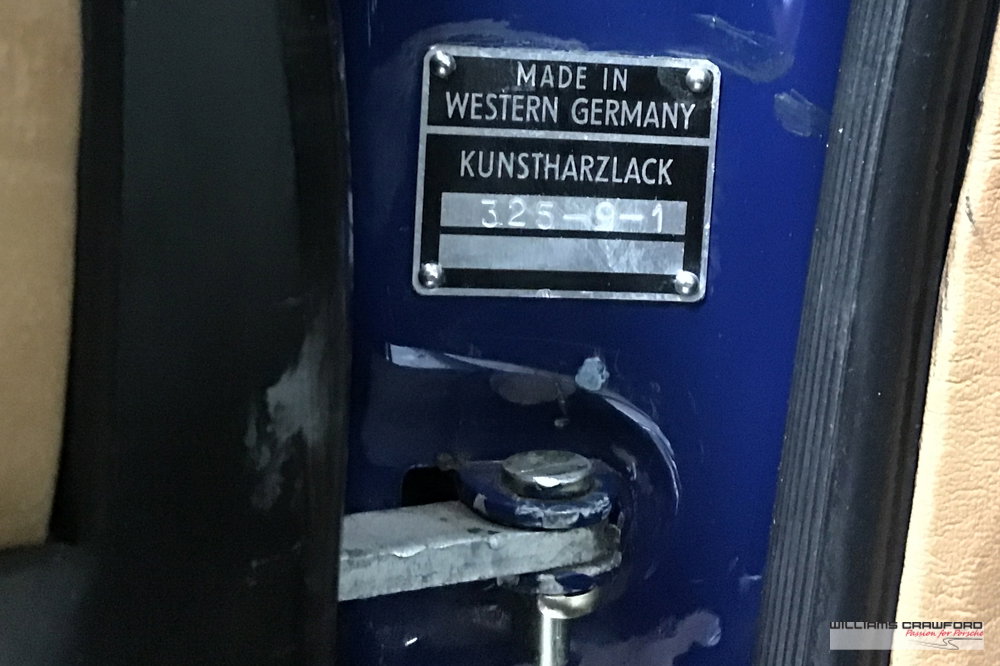 MADE IN
WESTERN GERMANY
KUNSTHARZLACK
325-9-1
WILLIAMS CRAWFORD
Passion for Porsche